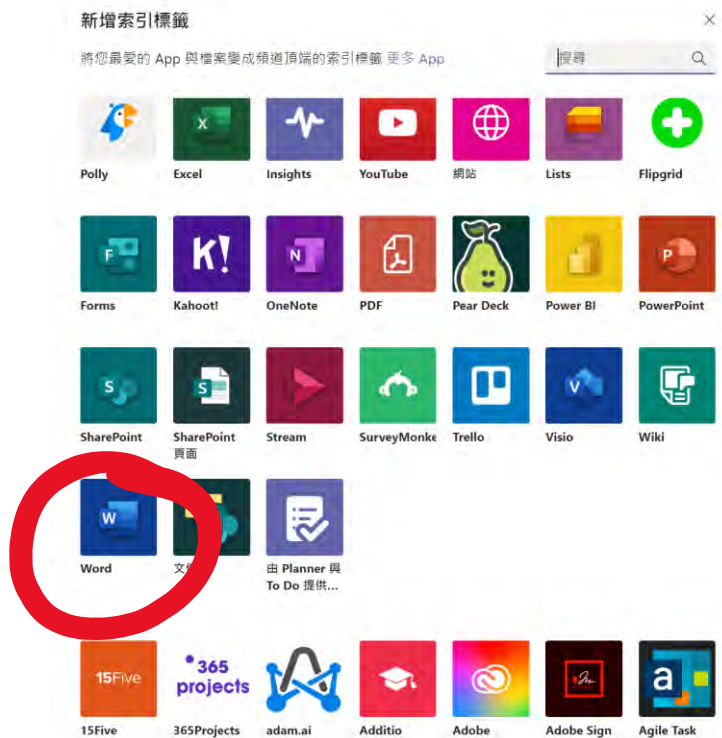 新增索引標籤
將您最愛的 App 與檔案變成頻道頂端的索引標籤 更多 App
搜尋
Polly Excel Insights YouTube 網站 Lists Flipgrid
Forms Kahoot! OneNote PDF Pear Deck Power BI PowerPoint
SharePoint SharePoint 頁面 Stream SurveyMonke Trello Visio Wiki
Word 文 由 Planner 與 To Do 提供...
15Five 365 projects a
15Five 365Projects adam.ai Additio Adobe Adobe Sign Agile Task